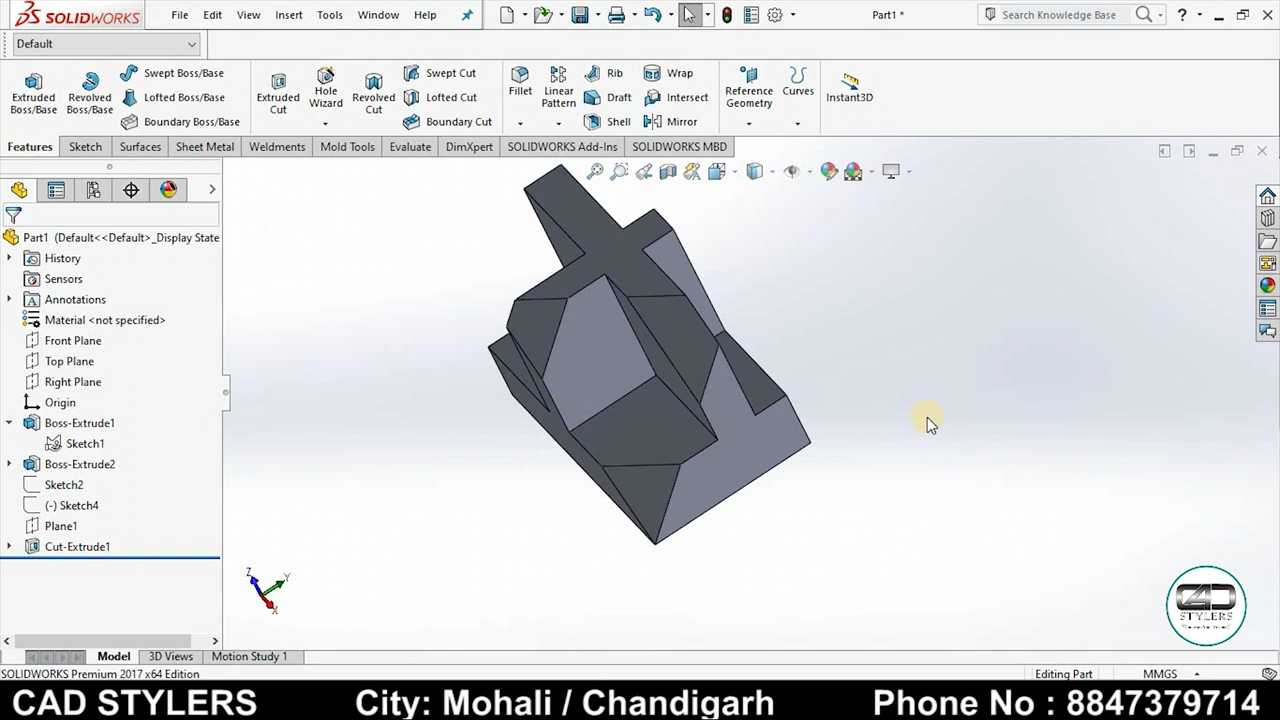 SOLIDWORKS File Edit View Insert Tools Window Help Part1 * Search Knowledge Base ?
Default
Extruded Boss/Base
Revolved Boss/Base
Swept Boss/Base
Lofted Boss/Base
Boundary Boss/Base
Extruded Cut
Hole Wizard
Revolved Cut
Swept Cut
Lofted Cut
Boundary Cut
Fillet
Linear Pattern
Rib
Draft
Shell
Wrap
Intersect
Mirror
Reference Geometry
Curves
Instant3D
Features Sketch Surfaces Sheet Metal Weldments Mold Tools Evaluate DimXpert SOLIDWORKS Add-Ins SOLIDWORKS MBD
Part1 (Default<<Default>_Display State
History
Sensors
Annotations
Material <not specified>
Front Plane
Top Plane
Right Plane
Origin
Boss-Extrude1
Sketch1
Boss-Extrude2
Sketch2
(-) Sketch4
Plane1
Cut-Extrude1
Z
Y
X
STYLERS
Model 3D Views Motion Study 1
SOLIDWORKS Premium 2017 x64 Edition Editing Part MMGS
CAD STYLERS City: Mohali / Chandigarh Phone No : 8847379714